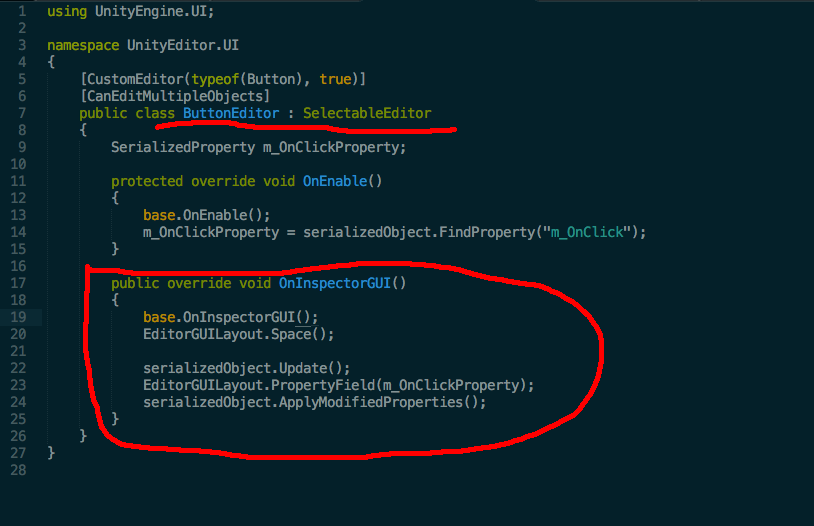 1 using UnityEngine.UI;
2
3 namespace UnityEditor.UI
4 {
5     [CustomEditor(typeof(Button), true)]
6     [CanEditMultipleObjects]
7     public class ButtonEditor : SelectableEditor
8     {
9         SerializedProperty m_OnClickProperty;
10
11         protected override void OnEnable()
12         {
13             base.OnEnable();
14             m_OnClickProperty = serializedObject.FindProperty("m_OnClick");
15         }
16
17         public override void OnInspectorGUI()
18         {
19             base.OnInspectorGUI();
20             EditorGUILayout.Space();
21
22             serializedObject.Update();
23             EditorGUILayout.PropertyField(m_OnClickProperty);
24             serializedObject.ApplyModifiedProperties();
25         }
26     }
27 }
28